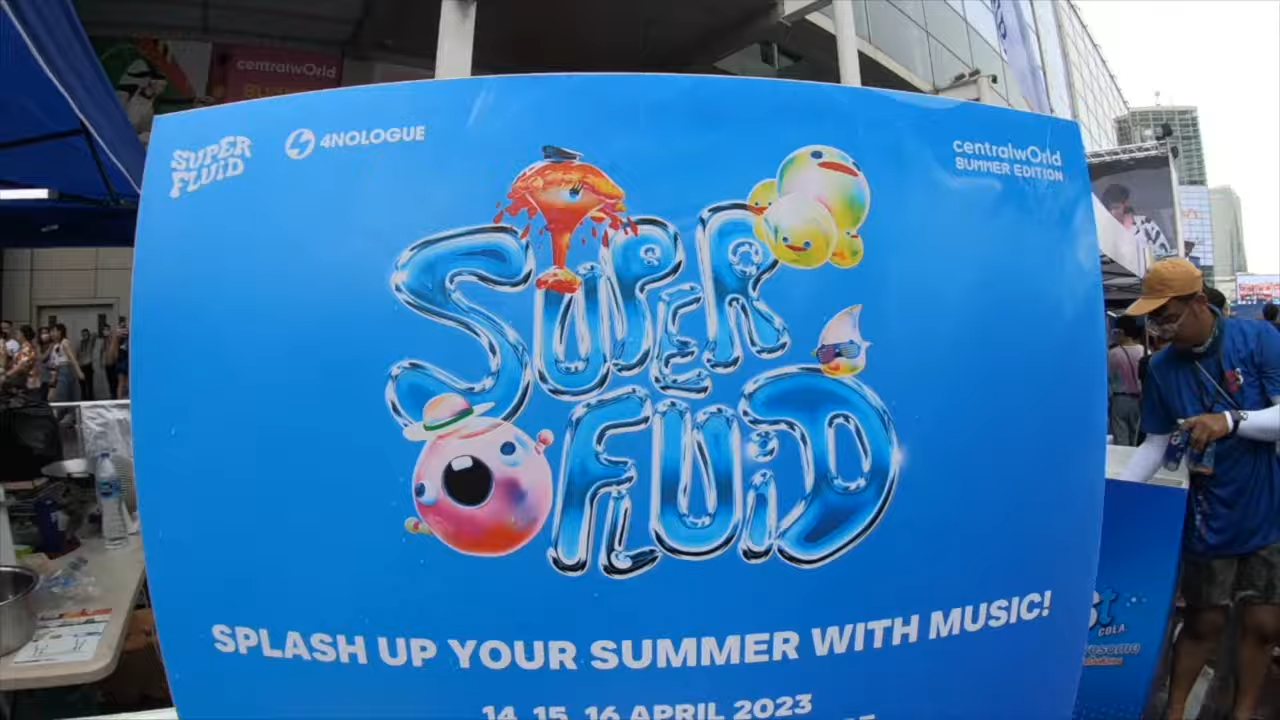 centralwOrld
SUPER
FLUiD
4NOLOGUE
centralwOrld
SUMMER EDITION
SUPER
FLUiD
SPLASH UP YOUR SUMMER WITH MUSIC!
14, 15, 16 APRIL 2023
COLA